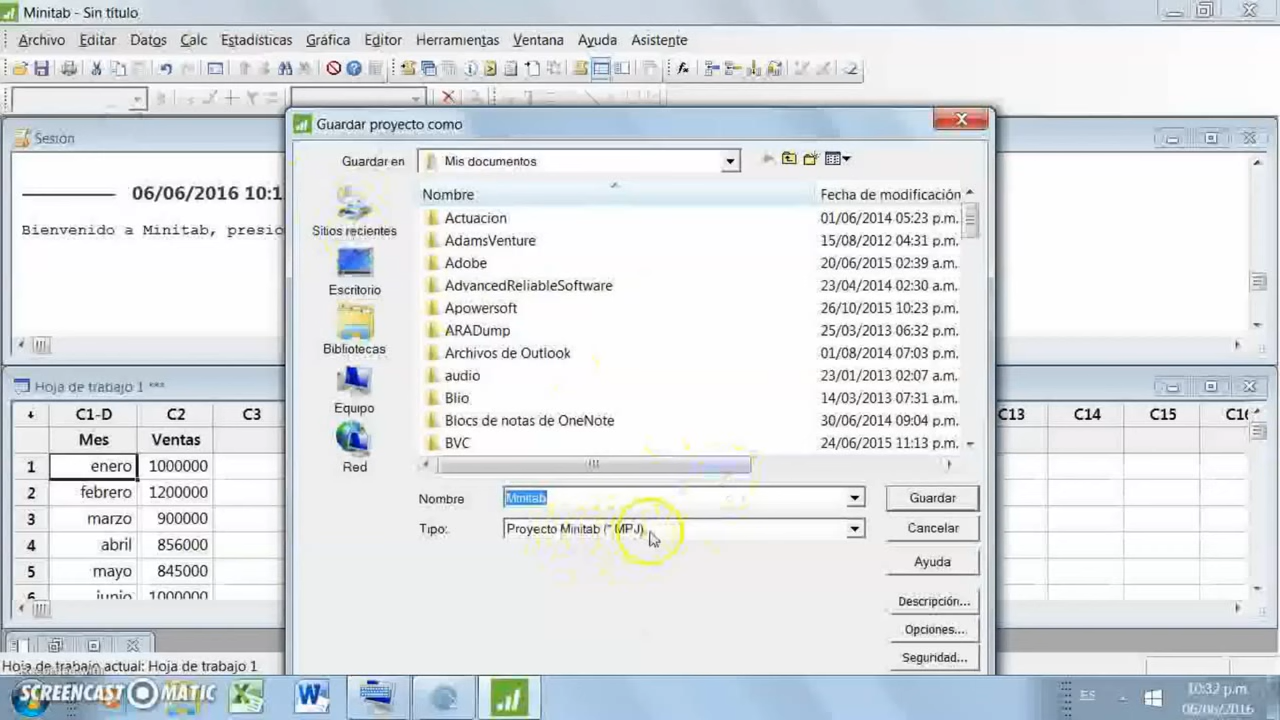 Minitab - Sin título
Archivo Editar Datos Calc Estadísticas Gráfica Editor Herramientas Ventana Ayuda Asistente
Sesión
06/06/2016 10:1
Bienvenido a Minitab, presio
Guardar proyecto como
Guardar en Mis documentos
Sitios recientes
Escritorio
Bibliotecas
Equipo
Red
Nombre Fecha de modificación
Actuacion 01/06/2014 05:23 p.m.
AdamsVenture 15/08/2012 04:31 p.m.
Adobe 20/06/2015 02:39 a.m.
AdvancedReliableSoftware 23/04/2014 02:30 a.m.
Apowersoft 26/10/2015 10:23 p.m.
ARADump 25/03/2013 06:32 p.m.
Archivos de Outlook 01/08/2014 07:03 p.m.
audio 23/01/2013 02:07 a.m.
Blio 14/03/2013 07:31 a.m.
Blocs de notas de OneNote 30/06/2014 09:04 p.m.
BVC 24/06/2015 11:13 p.m.
Nombre Minitab Guardar
Tipo: Proyecto Minitab (*.MPJ) Cancelar
Ayuda
Descripción...
Opciones...
Seguridad...
Hoja de trabajo 1 ***
C1-D C2 C3 C13 C14 C15 C16
Mes Ventas
1 enero 1000000
2 febrero 1200000
3 marzo 900000
4 abril 856000
5 mayo 845000
6 junio 1000000
Hoja de trabajo actual: Hoja de trabajo 1
SCREENCAST MATIC
ES
10:32 p.m.
06/06/2016